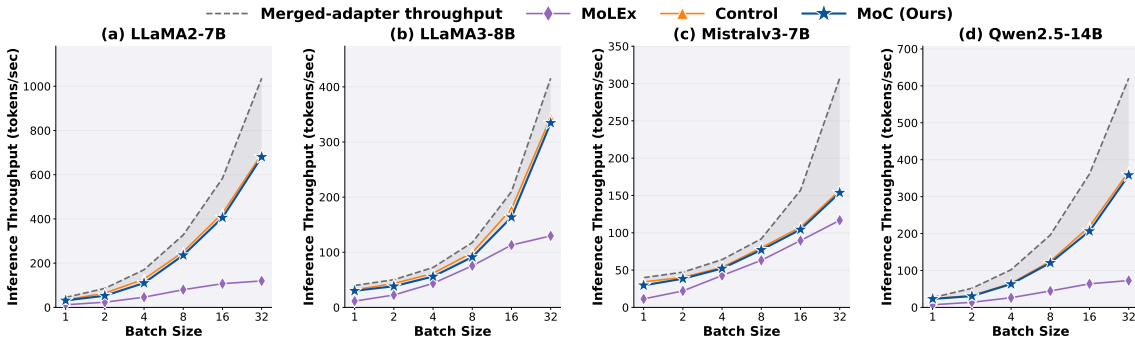 Merged-adapter throughput MoLEx Control MoC (Ours)
(a) LLaMA2-7B
Inference Throughput (tokens/sec)
1000
800
600
400
200
0
1 2 4 8 16 32
Batch Size
(b) LLaMA3-8B
Inference Throughput (tokens/sec)
400
300
200
100
0
1 2 4 8 16 32
Batch Size
(c) Mistralv3-7B
Inference Throughput (tokens/sec)
350
300
250
200
150
100
50
0
1 2 4 8 16 32
Batch Size
(d) Qwen2.5-14B
Inference Throughput (tokens/sec)
700
600
500
400
300
200
100
0
1 2 4 8 16 32
Batch Size